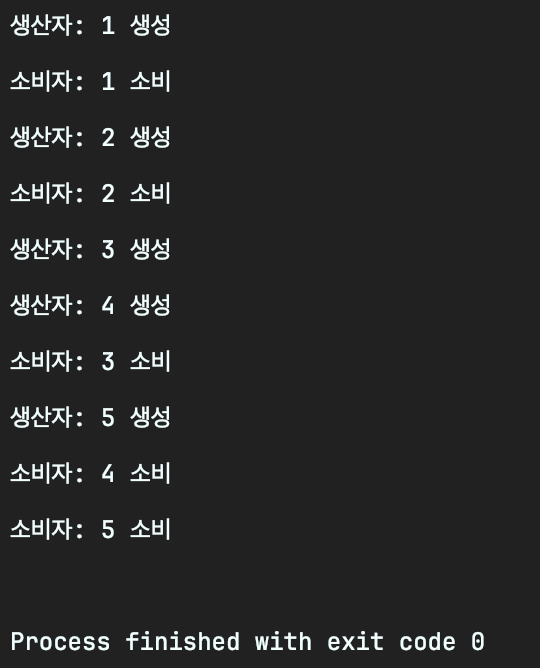 생산자: 1 생성
소비자: 1 소비
생산자: 2 생성
소비자: 2 소비
생산자: 3 생성
생산자: 4 생성
소비자: 3 소비
생산자: 5 생성
소비자: 4 소비
소비자: 5 소비
Process finished with exit code 0